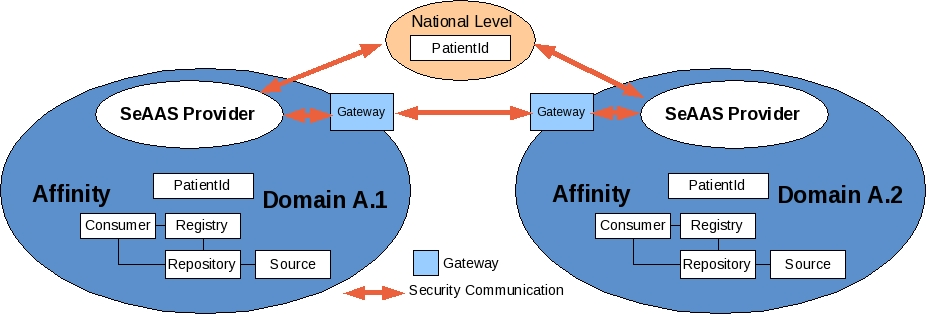 National Level
PatientId
SeAAS Provider
Gateway
Gateway
SeAAS Provider
Affinity
PatientId
Domain A.1
Consumer
Registry
Repository
Source
Affinity
PatientId
Domain A.2
Consumer
Registry
Repository
Source
Gateway
Security Communication